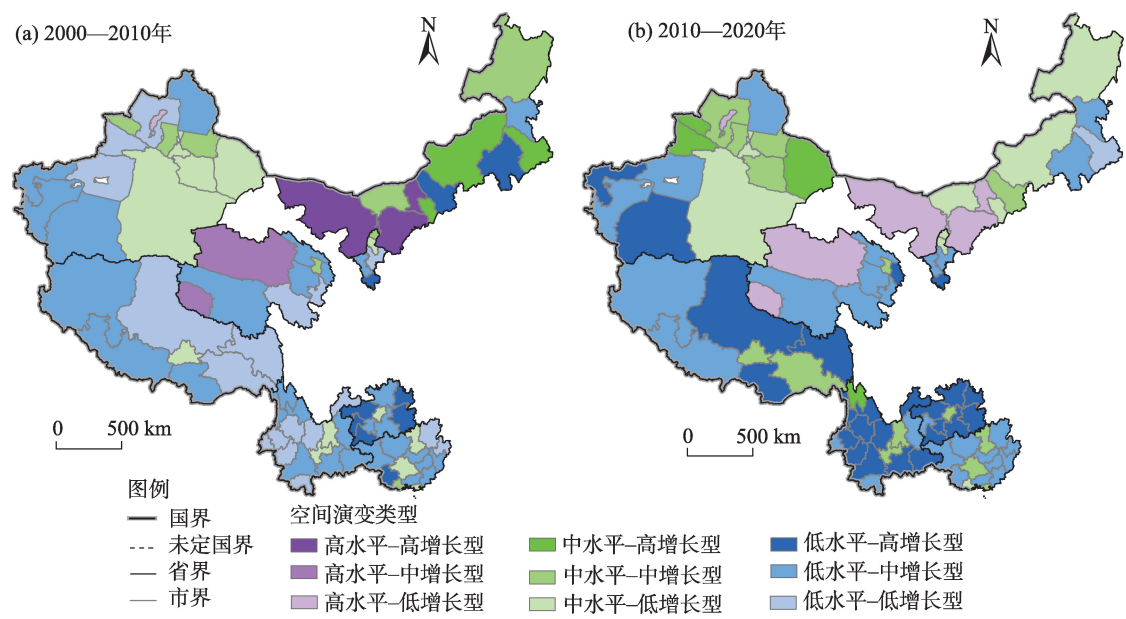 (a) 2000—2010年
N
(b) 2010—2020年
N
0 500 km
0 500 km
图例
国界
未定国界
省界
市界
空间演变类型
高水平–高增长型
高水平–中增长型
高水平–低增长型
中水平–高增长型
中水平–中增长型
中水平–低增长型
低水平–高增长型
低水平–中增长型
低水平–低增长型